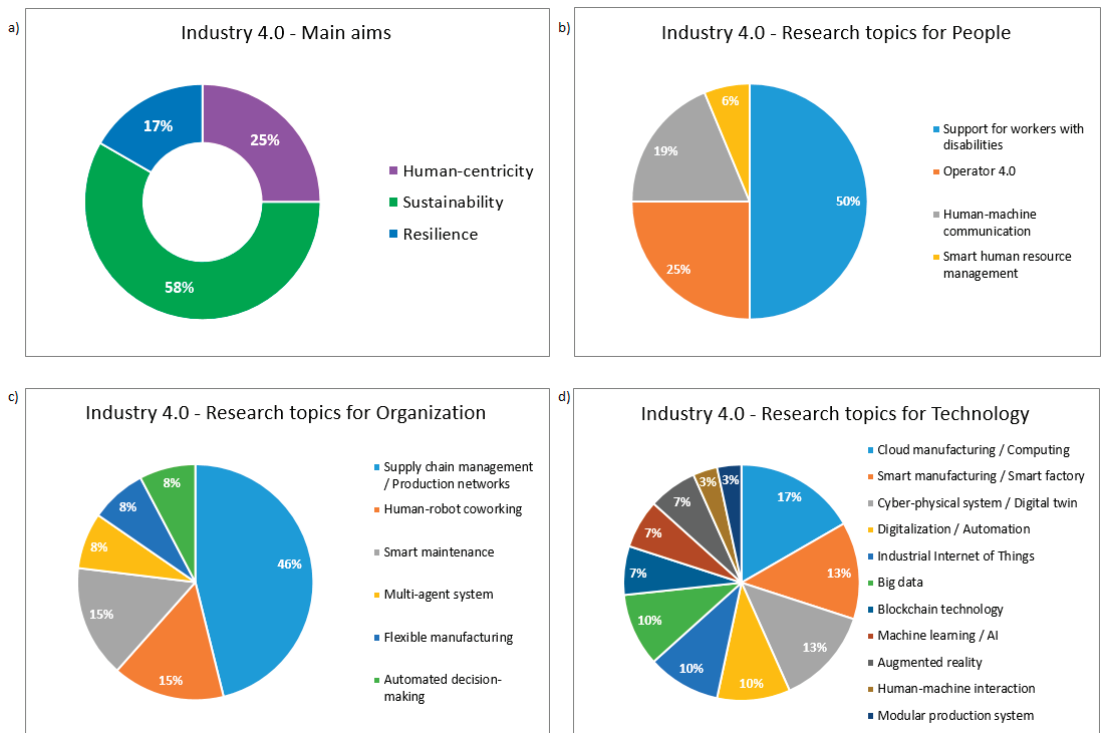 a)
Industry 4.0 - Main aims
17%
25%
58%
Human-centricity
Sustainability
Resilience
b)
Industry 4.0 - Research topics for People
6%
19%
50%
25%
Support for workers with
disabilities
Operator 4.0
Human-machine
communication
Smart human resource
management
c)
Industry 4.0 - Research topics for Organization
8%
8%
8%
46%
15%
15%
Supply chain management
/ Production networks
Human-robot coworking
Smart maintenance
Multi-agent system
Flexible manufacturing
Automated decision-
making
d)
Industry 4.0 - Research topics for Technology
3%
3%
7%
17%
7%
7%
13%
10%
13%
10%
10%
Cloud manufacturing / Computing
Smart manufacturing / Smart factory
Cyber-physical system / Digital twin
Digitalization / Automation
Industrial Internet of Things
Big data
Blockchain technology
Machine learning / AI
Augmented reality
Human-machine interaction
Modular production system